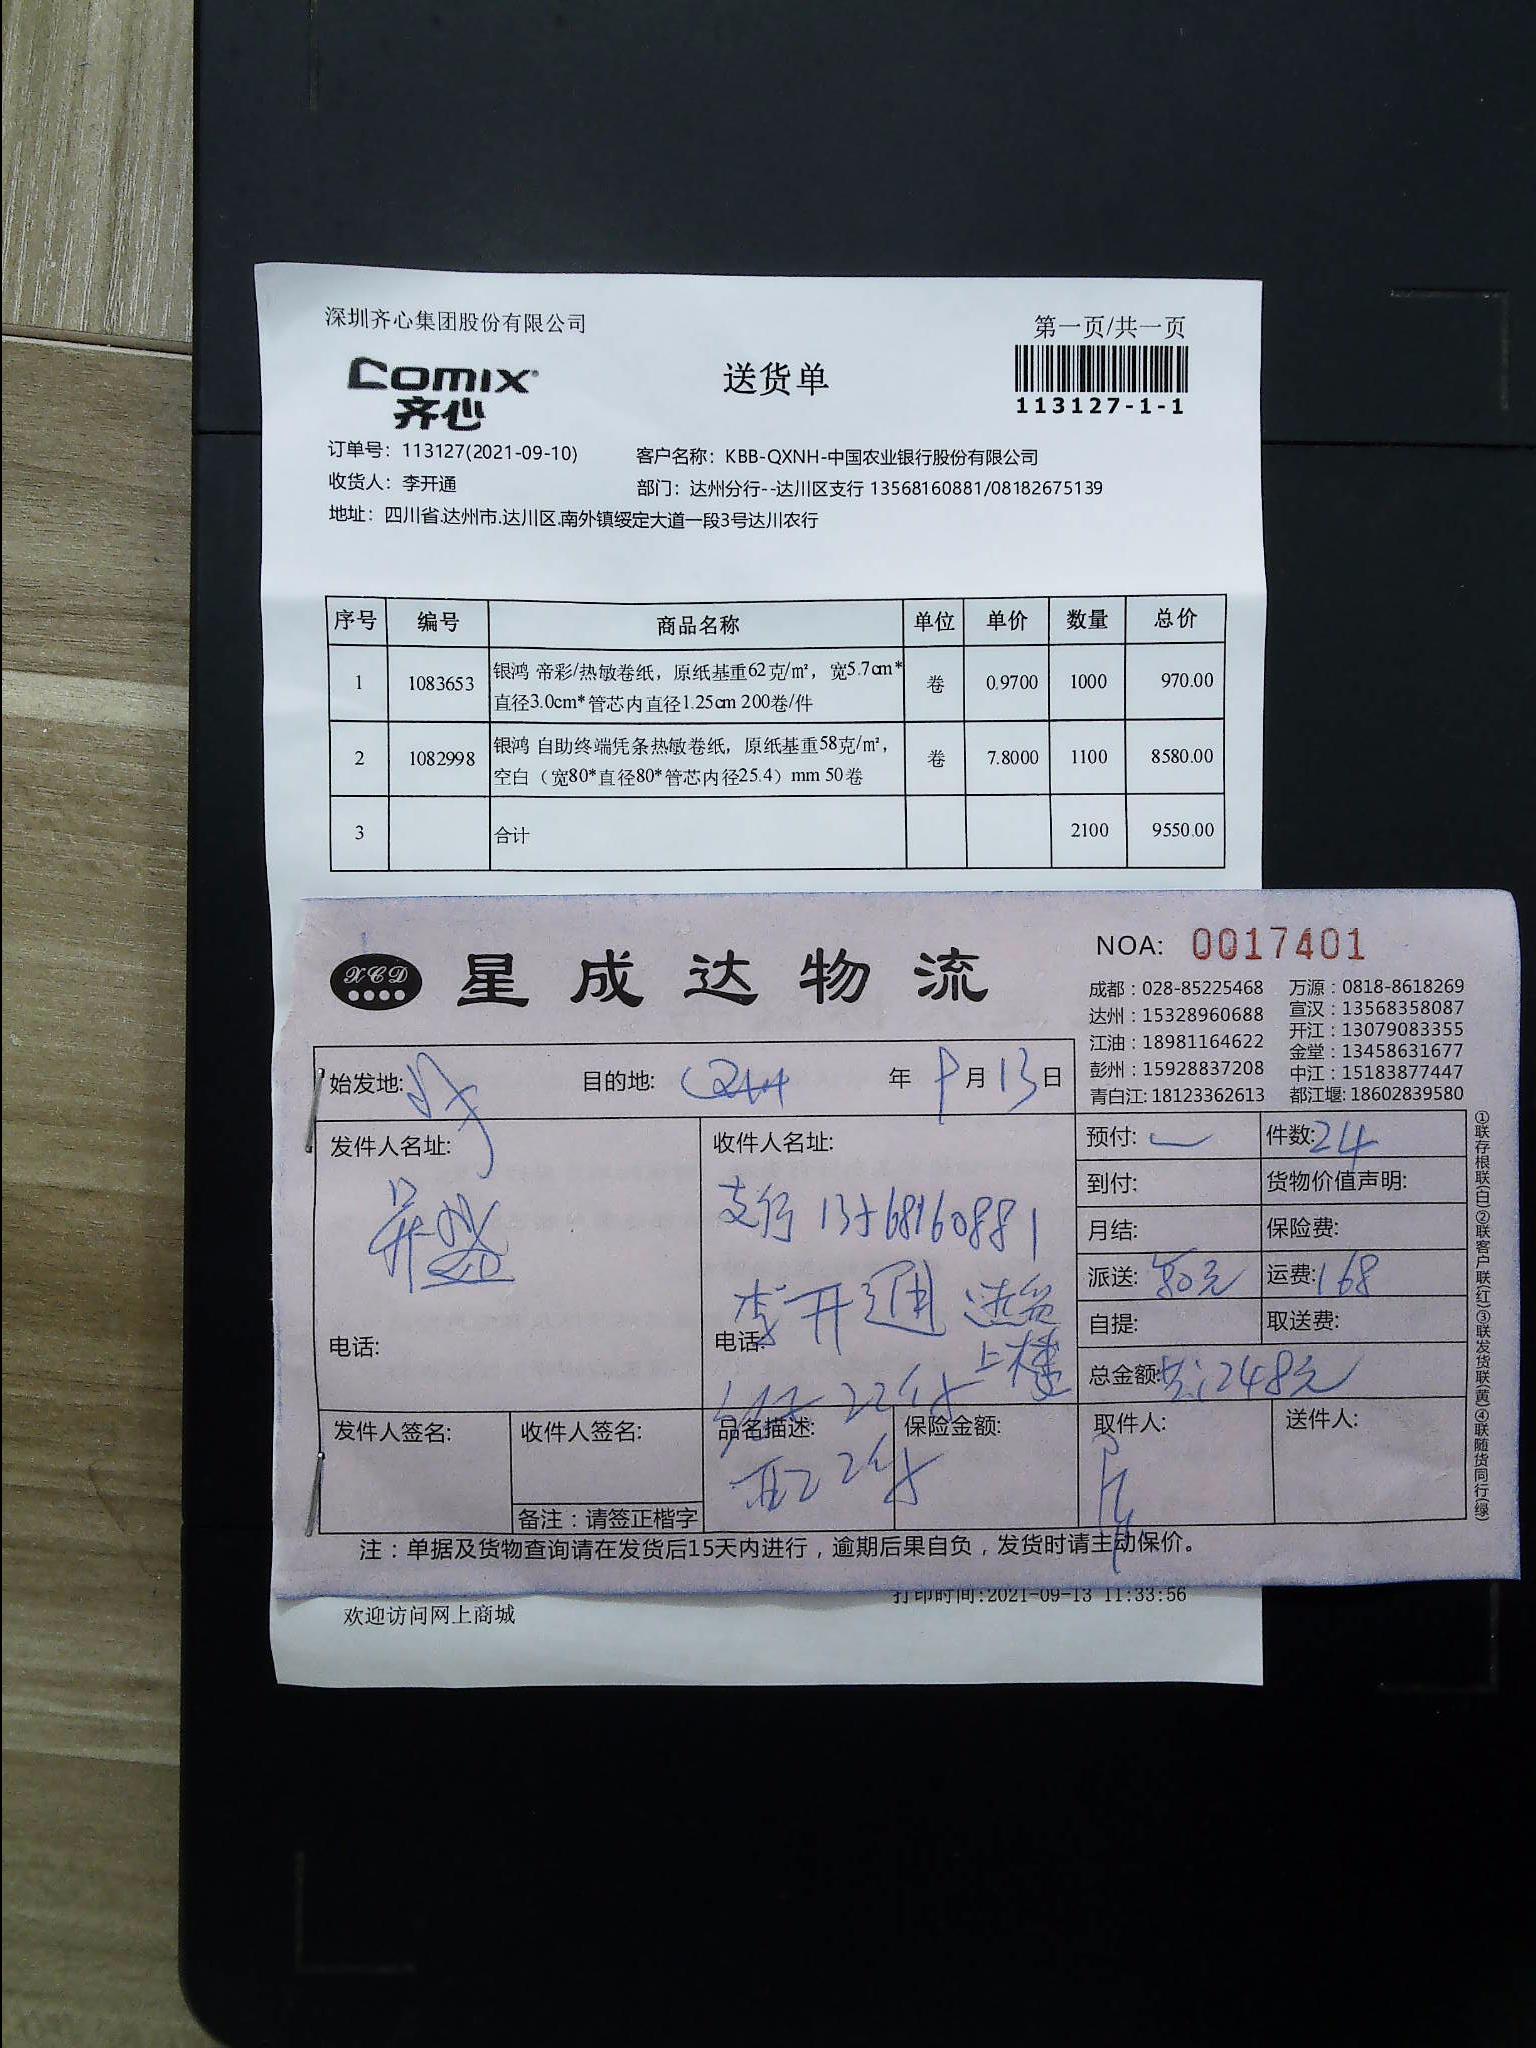 深圳齐心集团股份有限公司
第一页/共一页
Comix
齐心
送货单
113127-1-1
订单号：113127(2021-09-10)
客户名称：KBB-QXNH-中国农业银行股份有限公司
收货人：李开通
部门：达州分行--达川区支行 13568160881/08182675139
地址：四川省.达州市.达川区.南外镇绥定大道一段3号达川农行
序号 编号 商品名称 单位 单价 数量 总价
1 1083653 银鸿 帝彩/热敏卷纸，原纸基重62克/㎡，宽5.7cm* 卷 0.9700 1000 970.00
直径3.0cm*管芯内直径1.25cm 200卷/件
2 1082998 银鸿 自助终端凭条热敏卷纸，原纸基重58克/㎡， 卷 7.8000 1100 8580.00
空白（宽80*直径80*管芯内径25.4）mm 50卷
3 合计 2100 9550.00
XCD
星成达物流
NOA: 0017401
成都：028-85225468 万源：0818-8618269
达州：15328960688 宣汉：13568358087
江油：18981164622 开江：13079083355
彭州：15928837208 金堂：13458631677
青白江: 18123362613 中江：15183877447
都江堰: 18602839580
始发地: 目的地: 年 9月13日
发件人名址: 收件人名址:
支行 13568160881
李开通 送货
上楼
电话: 电话:
22件
预付: 件数:24
到付: 货物价值声明:
月结: 保险费:
派送: 80元 运费:168
自提: 取送费:
总金额:共:248元
发件人签名: 收件人签名: 品名描述: 保险金额: 取件人: 送件人:
2件
备注：请签正楷字
注：单据及货物查询请在发货后15天内进行，逾期后果自负，发货时请主动保价。
①联存根联(白)②联客户联(红)③联发货联(黄)④联随货同行(绿)
打印时间:2021-09-13 11:33:56
欢迎访问网上商城